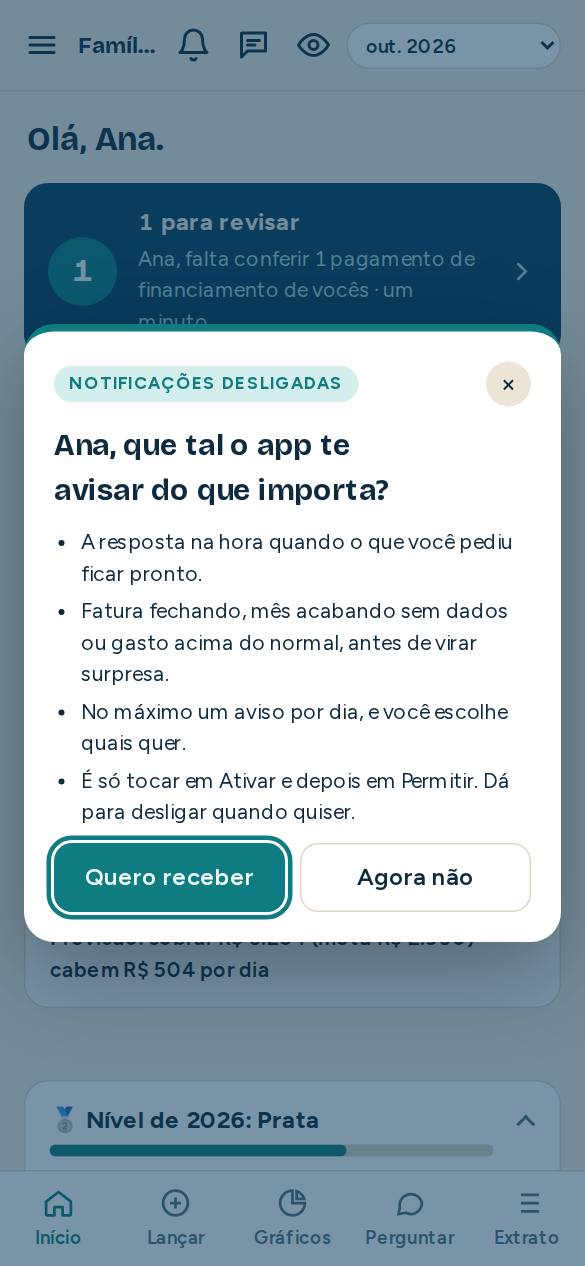 Famíl...
out. 2026
Olá, Ana.
1 para revisar
1
Ana, falta conferir 1 pagamento de
financiamento de vocês · um
minuto
NOTIFICAÇÕES DESLIGADAS
×
Ana, que tal o app te
avisar do que importa?
• A resposta na hora quando o que você pediu
ficar pronto.
• Fatura fechando, mês acabando sem dados
ou gasto acima do normal, antes de virar
surpresa.
• No máximo um aviso por dia, e você escolhe
quais quer.
• É só tocar em Ativar e depois em Permitir. Dá
para desligar quando quiser.
Quero receber
Agora não
cabem R$ 504 por dia
Nível de 2026: Prata
Início
Lançar
Gráficos
Perguntar
Extrato